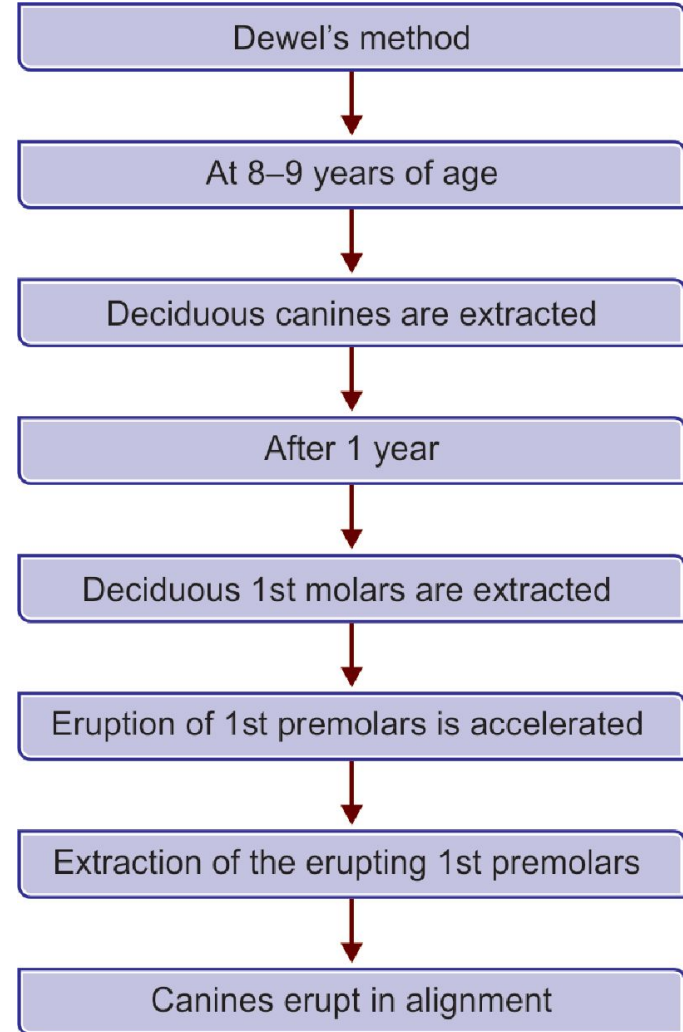 Dewel's method
At 8–9 years of age
Deciduous canines are extracted
After 1 year
Deciduous 1st molars are extracted
Eruption of 1st premolars is accelerated
Extraction of the erupting 1st premolars
Canines erupt in alignment